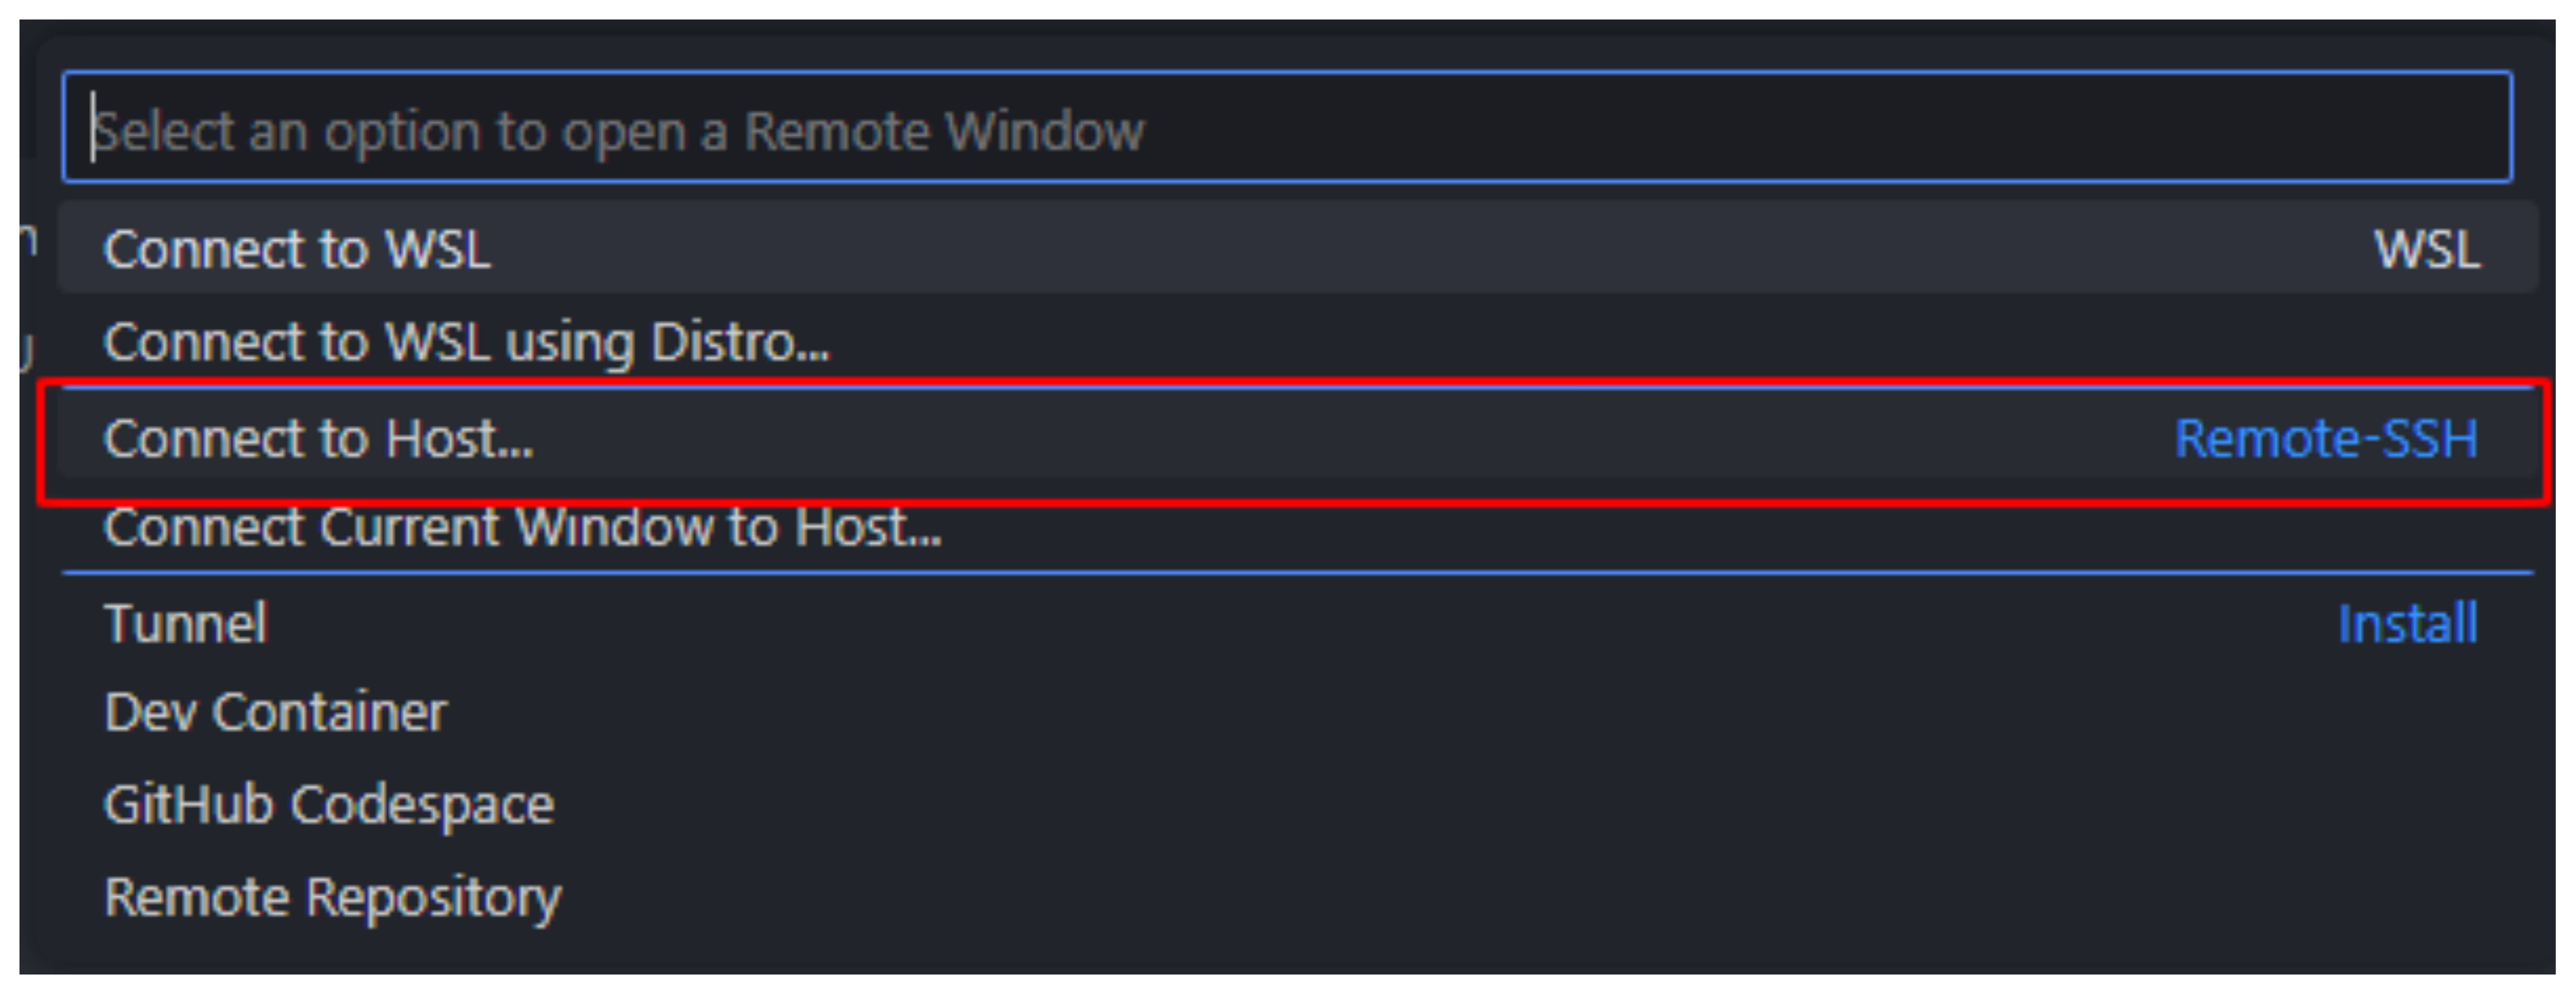 Select an option to open a Remote Window
Connect to WSL WSL
Connect to WSL using Distro...
Connect to Host... Remote-SSH
Connect Current Window to Host...
Tunnel Install
Dev Container
GitHub Codespace
Remote Repository